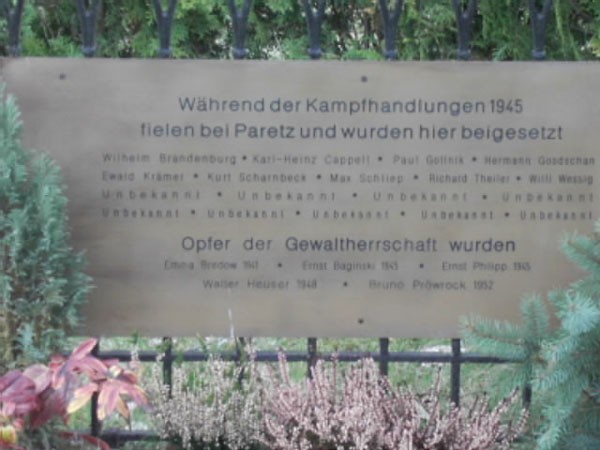 Während der Kampfhandlungen 1945
fielen bei Paretz und wurden hier beigesetzt
Wilhelm Brandenburg • Karl-Heinz Cappell • Paul Gollnik • Hermann Goodschan
Ewald Krämer • Kurt Scharnbeck • Max Schliep • Richard Theiler • Willi Wessig
Unbekannt • Unbekannt • Unbekannt • Unbekannt
Unbekannt • Unbekannt • Unbekannt • Unbekannt • Unbekannt
Opfer der Gewaltherrschaft wurden
Emma Bredow 1941 • Ernst Baginski 1945 • Ernst Philipp 1945
Walter Heuser 1948 • Bruno Pröwrock 1952